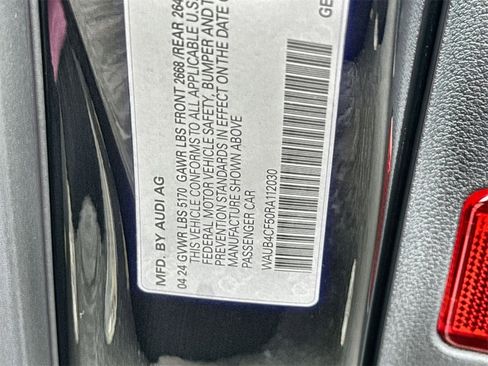 MFD. BY AUDI AG
04-24 GVWR LBS 5170 GAWR LBS FRONT 2668 /REAR
THIS VEHICLE CONFORMS TO ALL APPLICABLE U.S.
FEDERAL MOTOR VEHICLE SAFETY, BUMPER AND
PREVENTION STANDARDS IN EFFECT ON THE DATE
MANUFACTURE SHOWN ABOVE
PASSENGER CAR
WAUB4CF50RA112030